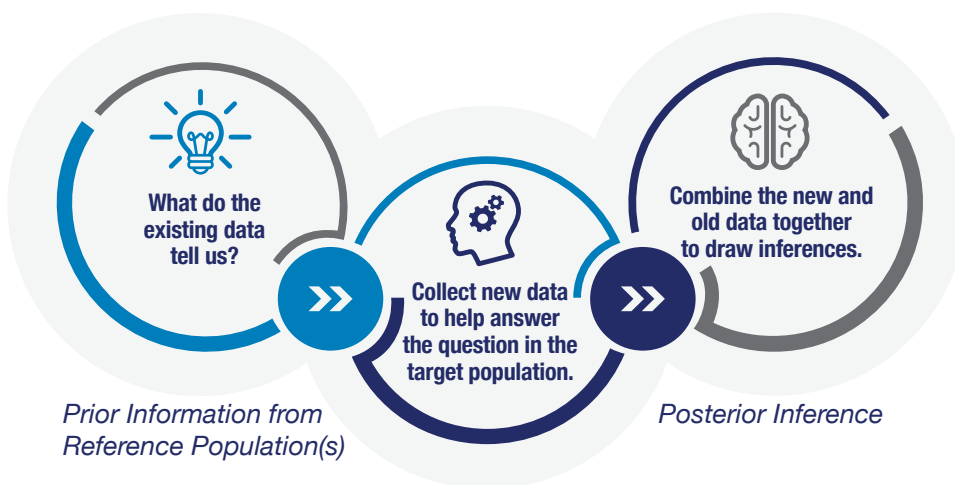 What do the
existing data
tell us?
Collect new data
to help answer
the question in the
target population.
Combine the new and
old data together
to draw inferences.
Prior Information from
Reference Population(s)
Posterior Inference